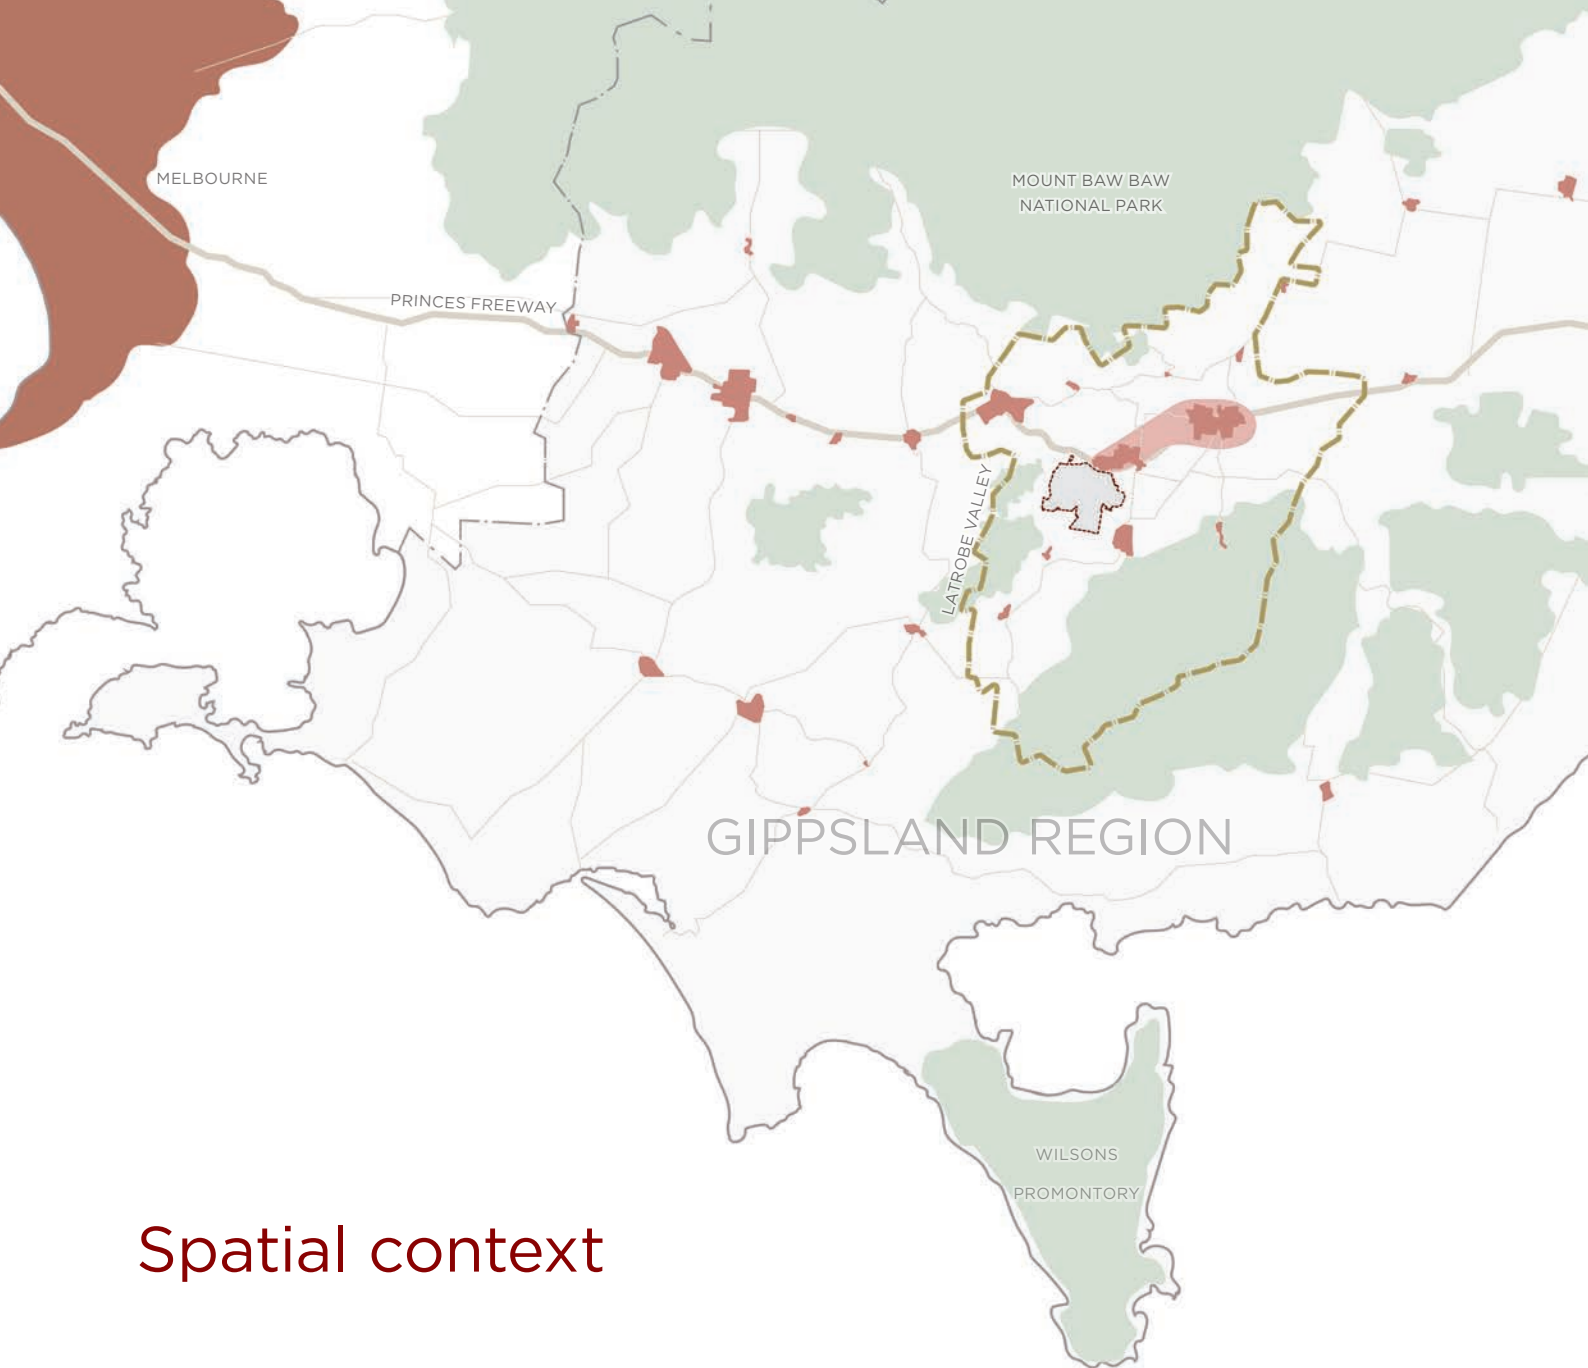 MELBOURNE
MOUNT BAW BAW
NATIONAL PARK
PRINCES FREEWAY
LATROBE VALLEY
GIPPSLAND REGION
WILSONS
PROMONTORY
Spatial context